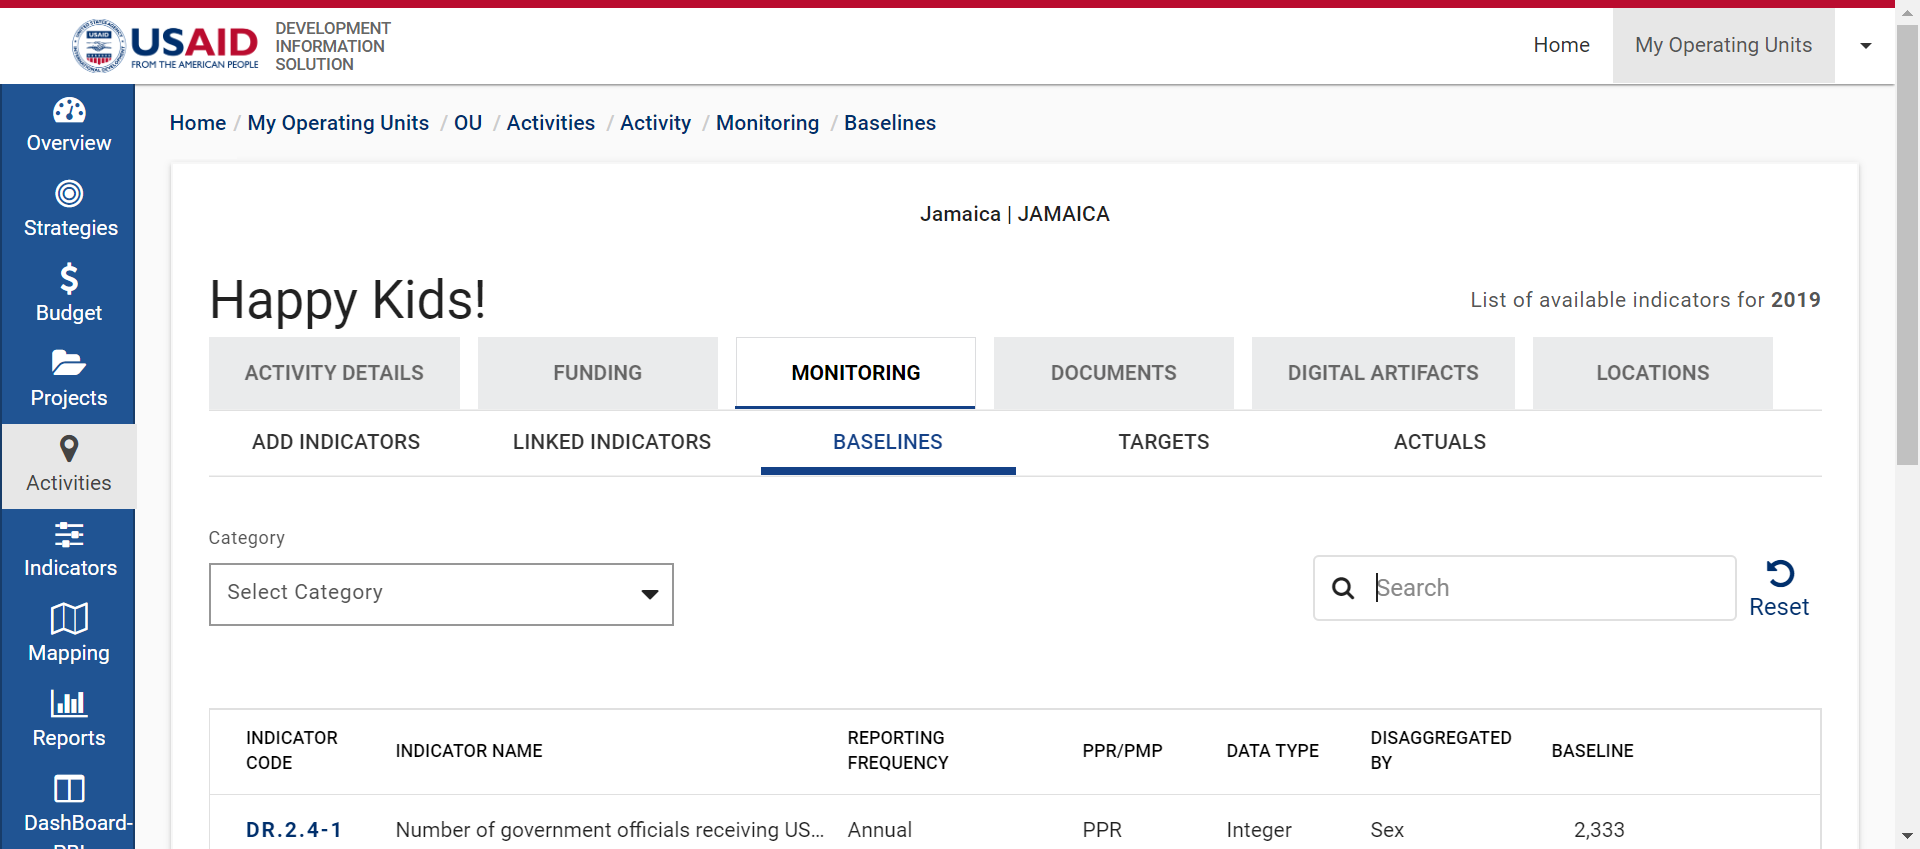 USAID
FROM THE AMERICAN PEOPLE
DEVELOPMENT
INFORMATION
SOLUTION
Home
My Operating Units
Overview
Strategies
Budget
Projects
Activities
Indicators
Mapping
Reports
DashBoard-
Home / My Operating Units / OU / Activities / Activity / Monitoring / Baselines
Jamaica | JAMAICA
Happy Kids!
List of available indicators for 2019
ACTIVITY DETAILS
FUNDING
MONITORING
DOCUMENTS
DIGITAL ARTIFACTS
LOCATIONS
ADD INDICATORS
LINKED INDICATORS
BASELINES
TARGETS
ACTUALS
Category
Select Category
Search
Reset
INDICATOR CODE
INDICATOR NAME
REPORTING FREQUENCY
PPR/PMP
DATA TYPE
DISAGGREGATED BY
BASELINE
DR.2.4-1
Number of government officials receiving US...
Annual
PPR
Integer
Sex
2,333